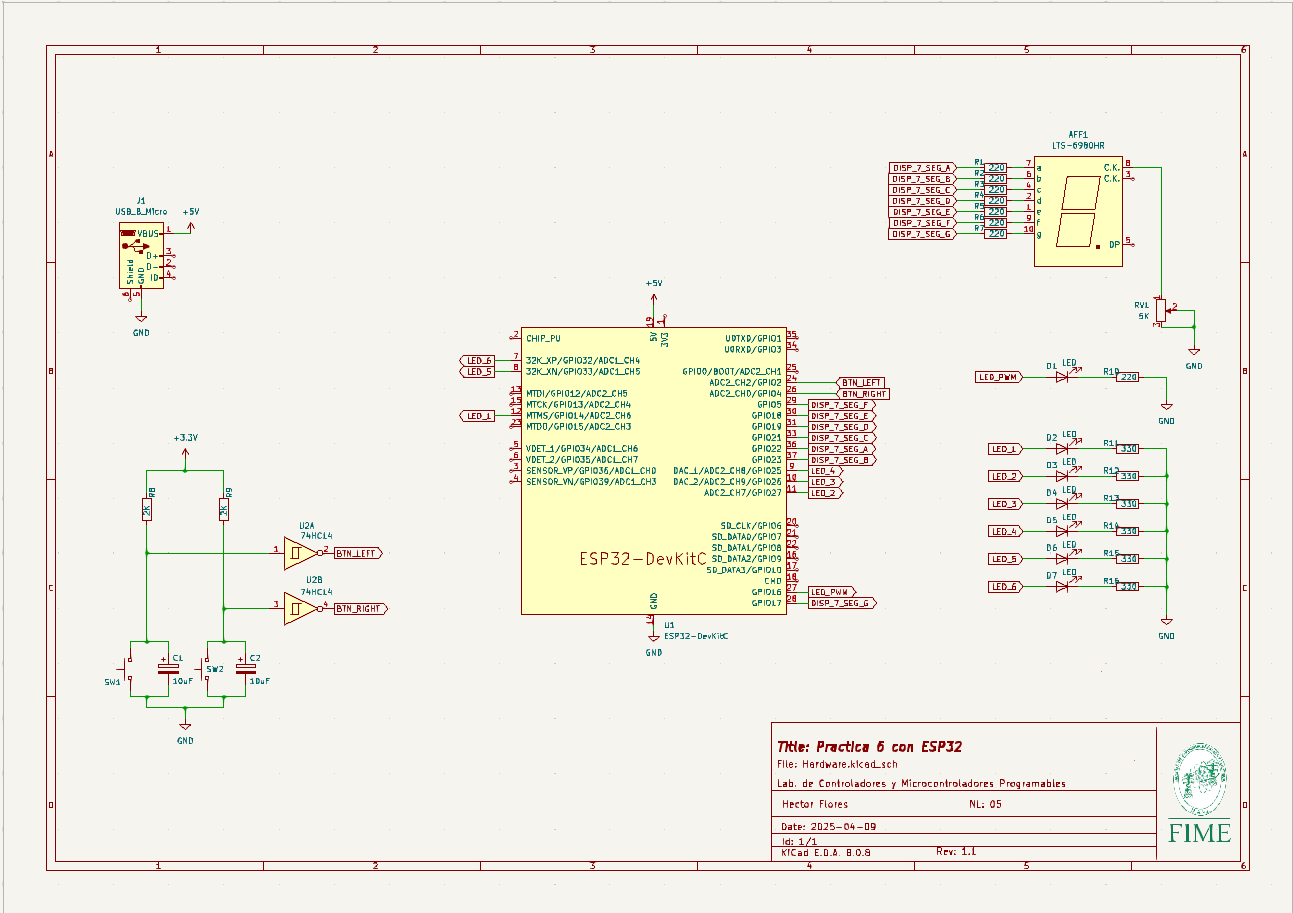 1 2 3 4 5 6
A A
B B
C C
D D
J1
USB_B_Micro
+5V
VBUS 1
D+ 3
D- 2
ID 4
Shield
GND
6 5
GND
AFF1
LTS-6980HR
DISP_7_SEG_A R1 220 7 a
DISP_7_SEG_B R2 220 6 b
DISP_7_SEG_C R3 220 4 c
DISP_7_SEG_D R4 220 2 d
DISP_7_SEG_E R5 220 1 e
DISP_7_SEG_F R6 220 9 f
DISP_7_SEG_G R7 220 10 g
C.K. 8
C.K. 3
DP 5
RV1
5K
1 2 3
GND
+5V
19 1
5V 3V3
2 CHIP_PU
LED_6 7 32K_XP/GPIO32/ADC1_CH4
LED_5 8 32K_XN/GPIO33/ADC1_CH5
13 MTDI/GPIO12/ADC2_CH5
15 MTCK/GPIO13/ADC2_CH4
LED_1 12 MTMS/GPIO14/ADC2_CH6
23 MTDO/GPIO15/ADC2_CH3
5 VDET_1/GPIO34/ADC1_CH6
6 VDET_2/GPIO35/ADC1_CH7
3 SENSOR_VP/GPIO36/ADC1_CH0
4 SENSOR_VN/GPIO39/ADC1_CH3
U0TXD/GPIO1 35
U0RXD/GPIO3 34
GPIO0/BOOT/ADC2_CH1 25
ADC2_CH2/GPIO2 24 BTN_LEFT
ADC2_CH0/GPIO4 26 BTN_RIGHT
GPIO5 29 DISP_7_SEG_F
GPIO18 30 DISP_7_SEG_E
GPIO19 31 DISP_7_SEG_D
GPIO21 33 DISP_7_SEG_C
GPIO22 36 DISP_7_SEG_A
GPIO23 37 DISP_7_SEG_B
DAC_1/ADC2_CH8/GPIO25 9 LED_4
DAC_2/ADC2_CH9/GPIO26 10 LED_3
ADC2_CH7/GPIO27 11 LED_2
SD_CLK/GPIO6 20
SD_DATA0/GPIO7 21
SD_DATA1/GPIO8 22
SD_DATA2/GPIO9 16
SD_DATA3/GPIO10 17
CMD 18
GPIO16 27 LED_PWM
GPIO17 28 DISP_7_SEG_G
ESP32-DevKitC
GND
14
U1
ESP32-DevKitC
GND
LED_PWM D1 LED R10 220
GND
LED_1 D2 LED R11 330
LED_2 D3 LED R12 330
LED_3 D4 LED R13 330
LED_4 D5 LED R14 330
LED_5 D6 LED R15 330
LED_6 D7 LED R16 330
GND
+3.3V
R8 2K
R9 2K
U2A
74HC14
1 2 BTN_LEFT
U2B
74HC14
3 4 BTN_RIGHT
SW1
C1
10uF
SW2
C2
10uF
GND
Title: Practica 6 con ESP32
File: Hardware.kicad_sch
Lab. de Controladores y Microcontroladores Programables
Hector Flores NL: 05
Date: 2025-04-09
Id: 1/1
KiCad E.D.A. 8.0.8 Rev: 1.1
FIME
1 2 3 4 5 6